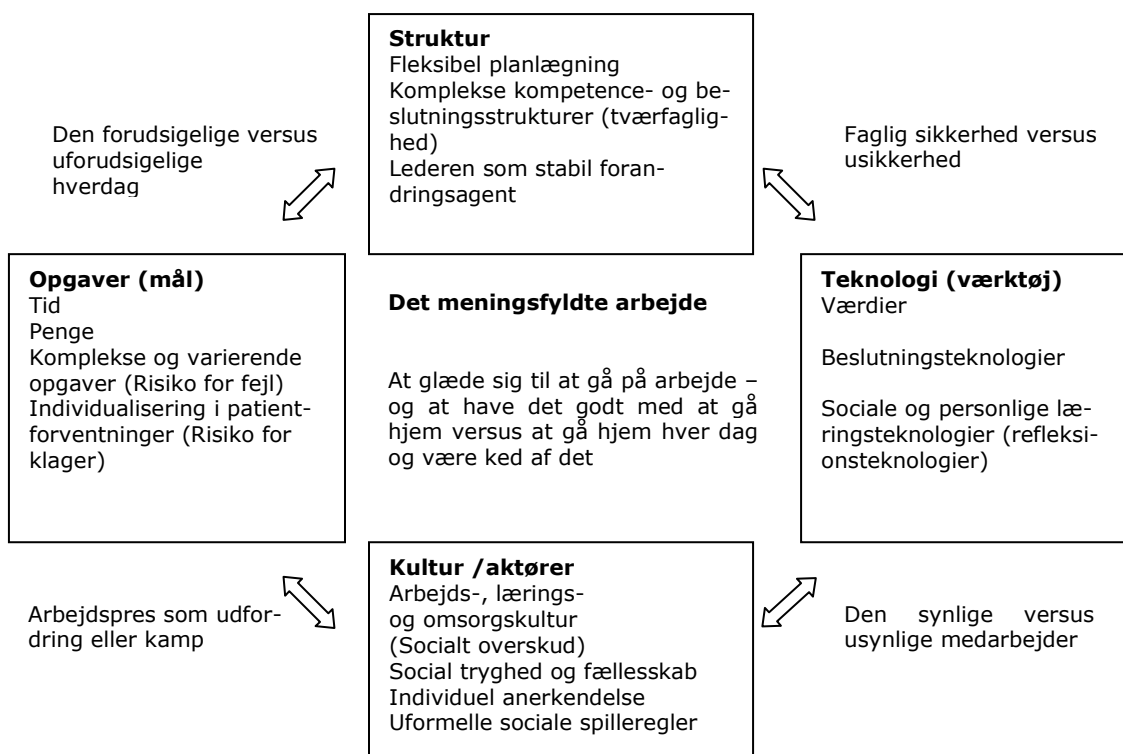 Struktur
Fleksibel planlægning
Komplekse kompetence- og be-
slutningsstrukturer (tværfaglig-
hed)
Lederen som stabil foran-
dringsagent
Den forudsigelige versus
uforudsigelige
hverdag
Faglig sikkerhed versus
usikkerhed
Opgaver (mål)
Tid
Penge
Komplekse og varierende
opgaver (Risiko for fejl)
Individualisering i patient-
forventninger (Risiko for
klager)
Det meningsfyldte arbejde
At glæde sig til at gå på arbejde –
og at have det godt med at gå
hjem versus at gå hjem hver dag
og være ked af det
Teknologi (værktøj)
Værdier
Beslutningsteknologier
Sociale og personlige læ-
ringsteknologier (refleksi-
onsteknologier)
Arbejdspres som udfor-
dring eller kamp
Kultur /aktører
Arbejds-, lærings-
og omsorgskultur
(Socialt overskud)
Social tryghed og fællesskab
Individuel anerkendelse
Uformelle sociale spilleregler
Den synlige versus
usynlige medarbejder